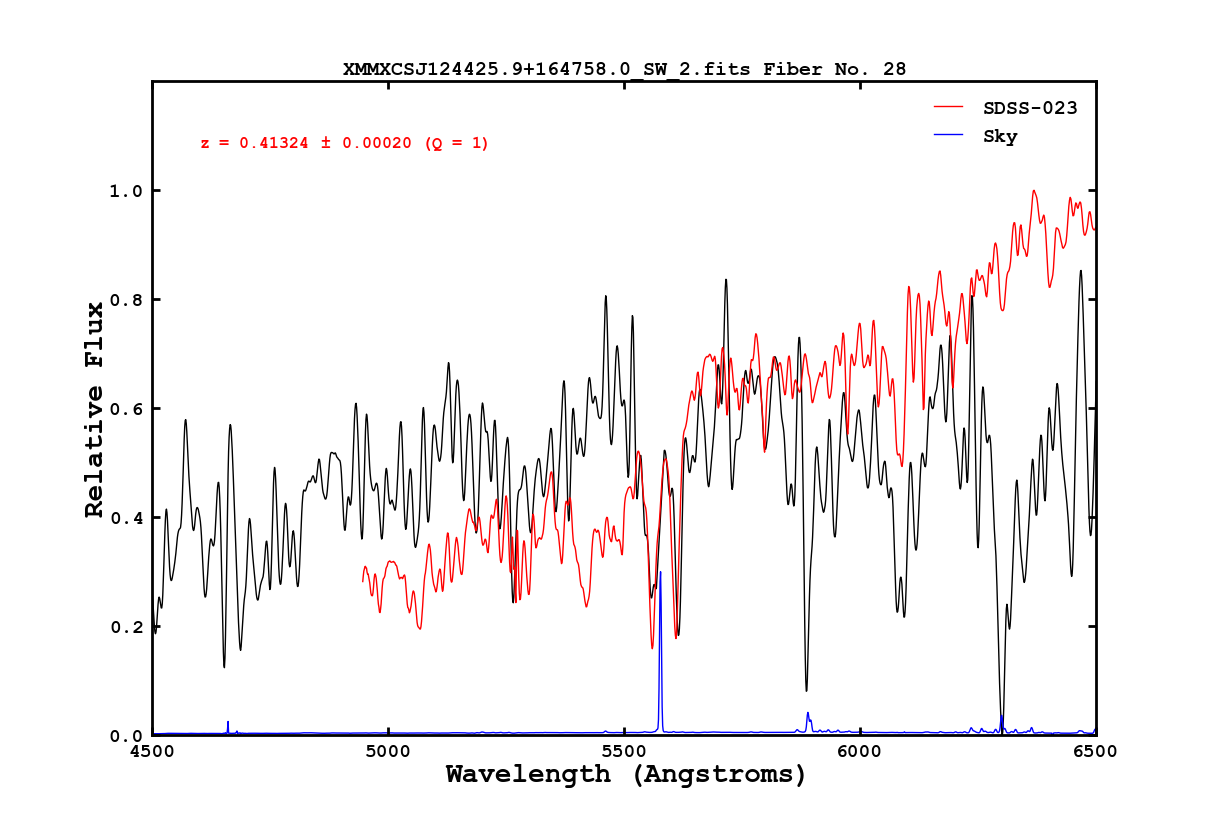 XMMXCSJ124425.9+164758.0_SW_2.fits Fiber No. 28
SDSS-023
Sky
z = 0.41324 ± 0.00020 (Q = 1)
Relative Flux
1.0
0.8
0.6
0.4
0.2
0.0
4500 5000 5500 6000 6500
Wavelength (Angstroms)